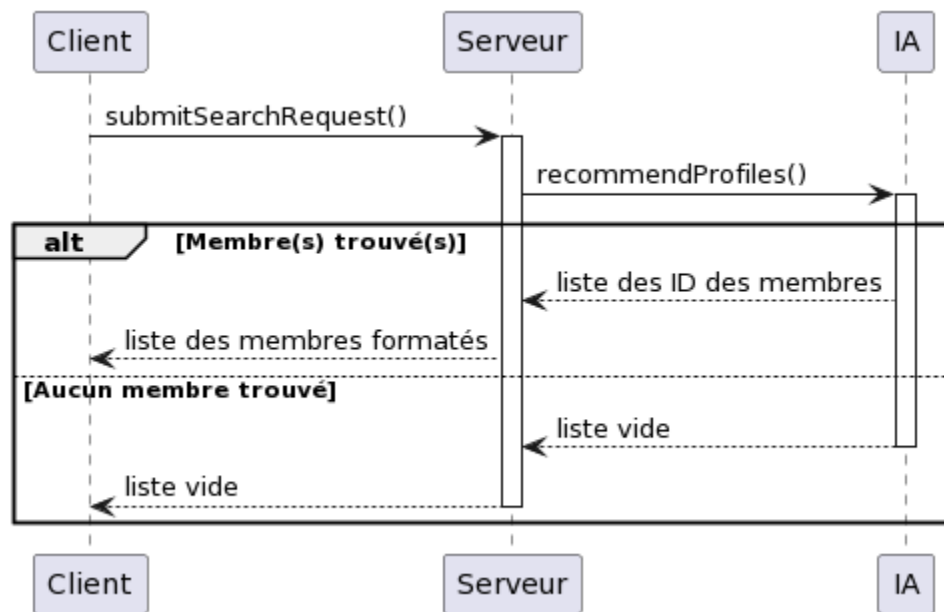 Client Serveur IA
submitSearchRequest()
recommendProfiles()
alt [Membre(s) trouvé(s)]
liste des ID des membres
liste des membres formatés
[Aucun membre trouvé]
liste vide
liste vide
Client Serveur IA